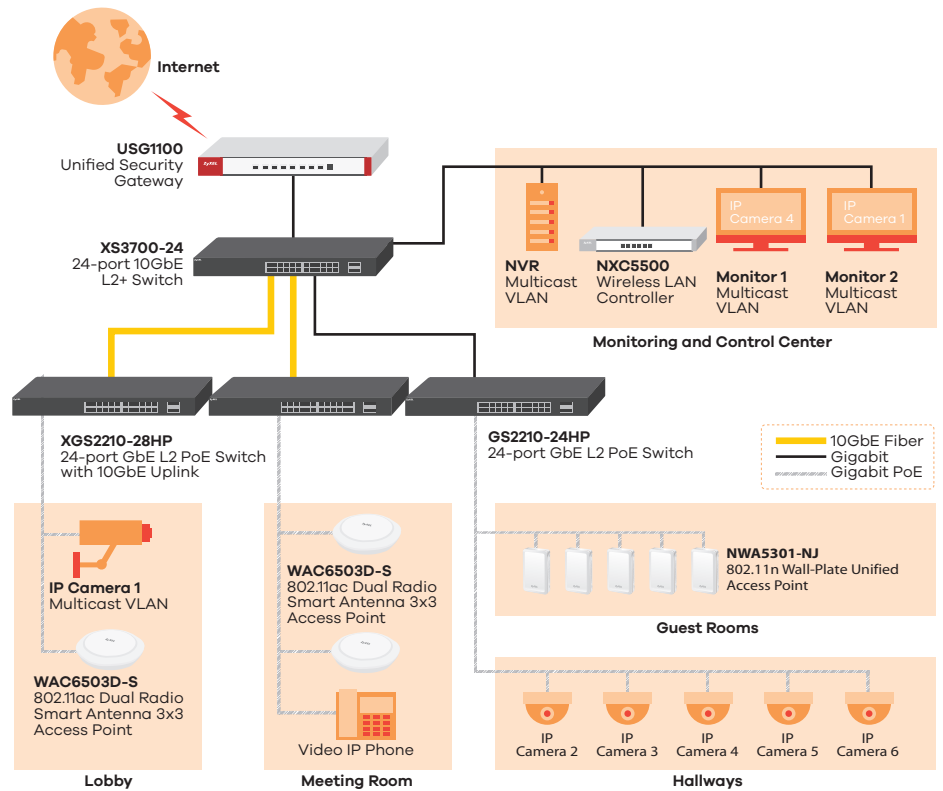 Internet
USG1100
Unified Security
Gateway
ZyXEL
XS3700-24
24-port 10GbE
L2+ Switch
NVR
Multicast
VLAN
NXC5500
Wireless LAN
Controller
IP
Camera 4
Monitor 1
Multicast
VLAN
IP
Camera 1
Monitor 2
Multicast
VLAN
Monitoring and Control Center
XGS2210-28HP
24-port GbE L2 PoE Switch
with 10GbE Uplink
GS2210-24HP
24-port GbE L2 PoE Switch
10GbE Fiber
Gigabit
Gigabit PoE
IP Camera 1
Multicast VLAN
WAC6503D-S
802.11ac Dual Radio
Smart Antenna 3x3
Access Point
Lobby
WAC6503D-S
802.11ac Dual Radio
Smart Antenna 3x3
Access Point
Video IP Phone
Meeting Room
NWA5301-NJ
802.11n Wall-Plate Unified
Access Point
Guest Rooms
IP
Camera 2
IP
Camera 3
IP
Camera 4
IP
Camera 5
IP
Camera 6
Hallways